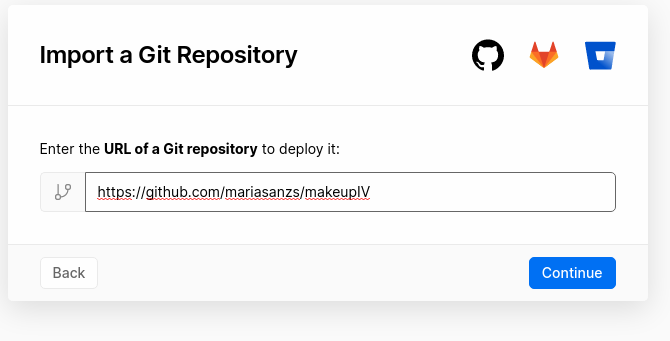 Import a Git Repository
Enter the URL of a Git repository to deploy it:
https://github.com/mariasanzs/makeupIV
Back
Continue